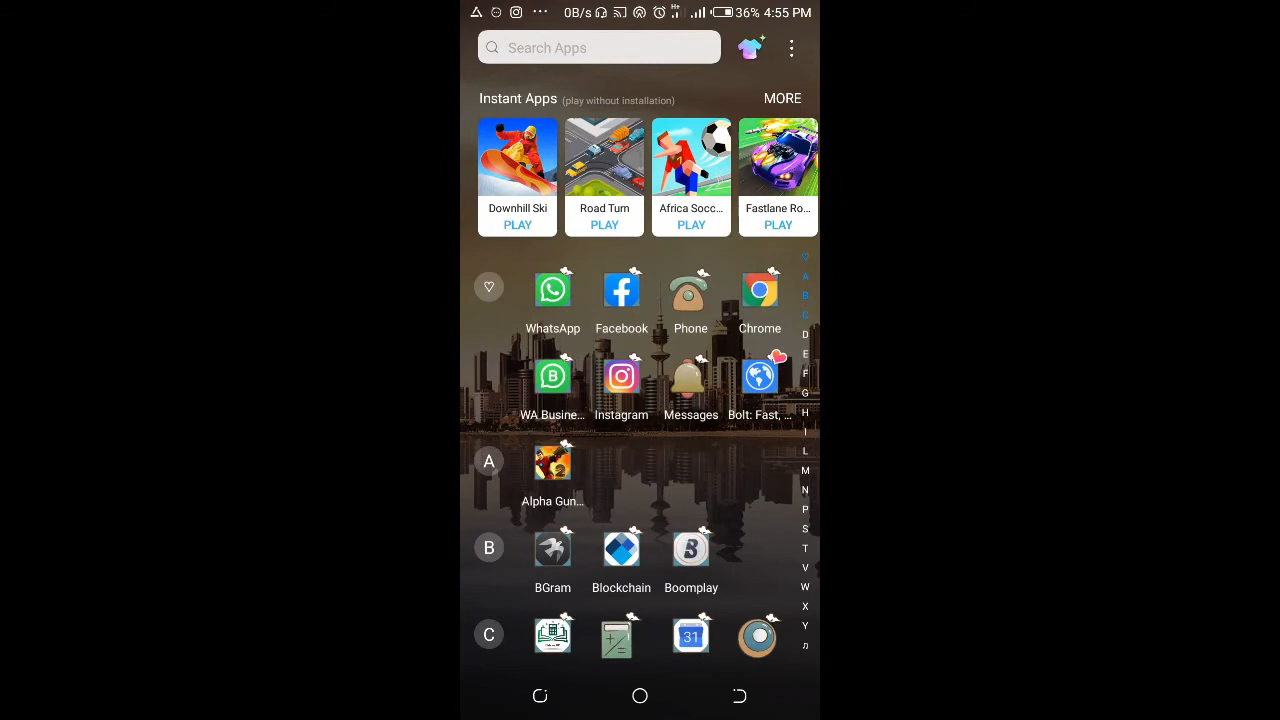 0B/s H+ 36% 4:55 PM
Search Apps
Instant Apps (play without installation) MORE
Downhill Ski Road Turn Africa Socc... Fastlane Ro...
PLAY PLAY PLAY PLAY
WhatsApp Facebook Phone Chrome
B
WA Busine... Instagram Messages Bolt: Fast, ...
A
Alpha Gun...
B B
BGram Blockchain Boomplay
C 31
A
B
C
D
E
F
G
H
I
L
M
N
P
S
T
V
W
X
Y